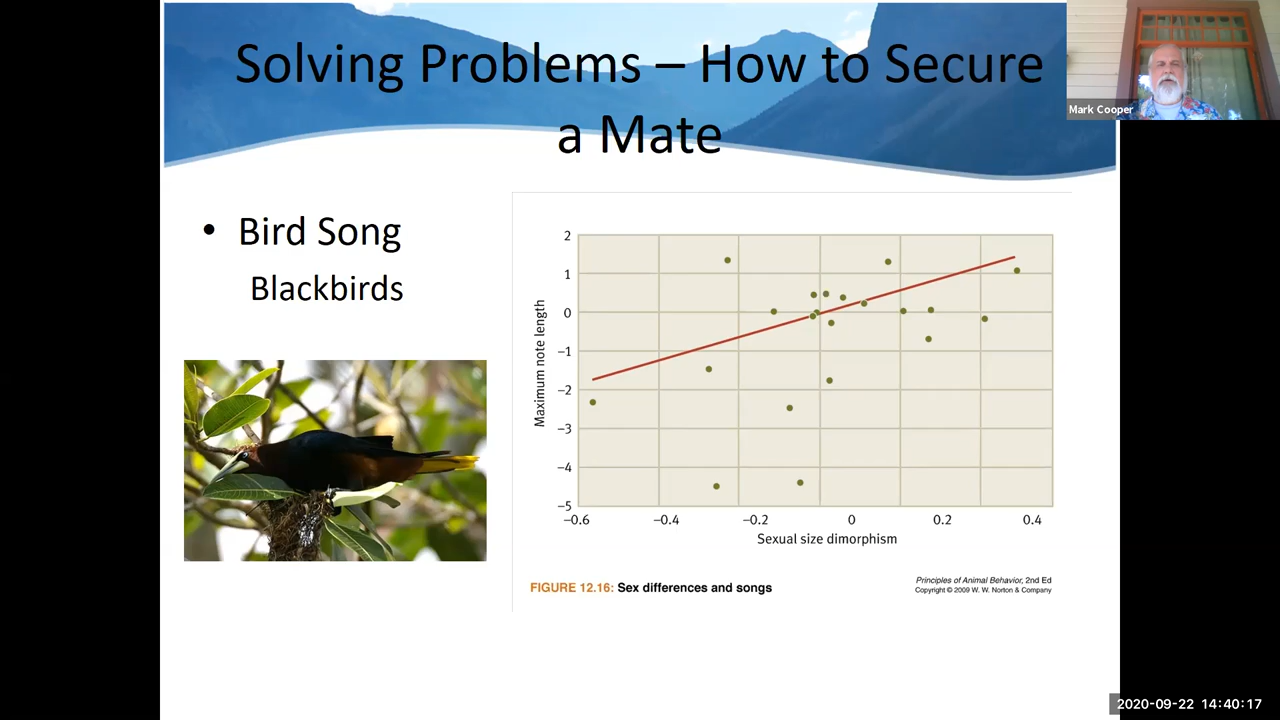 Solving Problems – How to Secure
a Mate
Mark Cooper
• Bird Song
Blackbirds
2
1
0
–1
–2
–3
–4
–5
Maximum note length
–0.6 –0.4 –0.2 0 0.2 0.4
Sexual size dimorphism
FIGURE 12.16: Sex differences and songs
Principles of Animal Behavior, 2nd Ed
Copyright © 2009 W. W. Norton & Company
2020-09-22 14:40:17